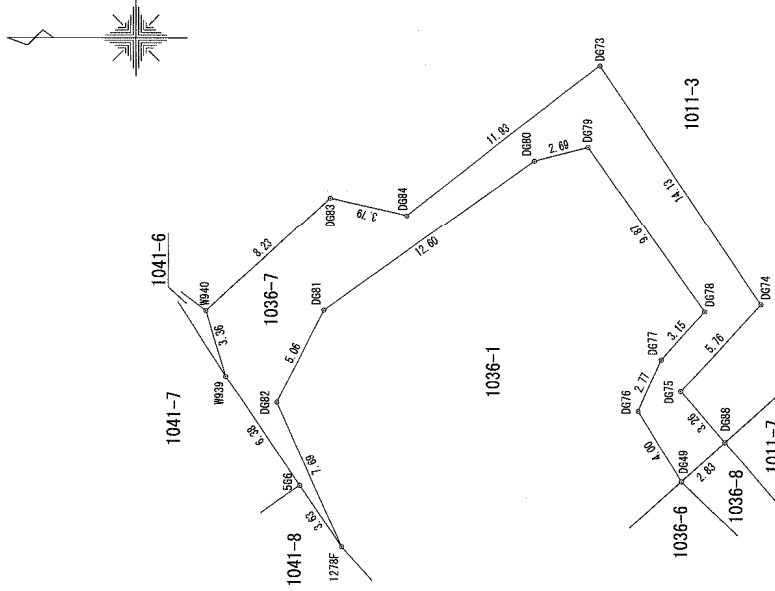 1041-6
W940
3.36
W939
1041-7
8.23
1036-7
DG83
3.79
DG84
11.93
DG73
6.38
DG82
5.06
DG81
12.60
DG80
2.69
DG79
5G6
3.63
7.69
1041-8
1278F
1011-3
1036-1
9.87
14.13
DG76
2.77
DG77
3.15
DG78
DG74
4.00
DG75
5.76
3.26
DG49
2.83
DG88
1036-6
1036-8
1011-7